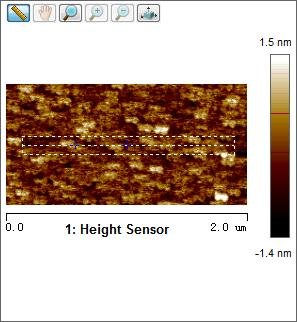 1.5 nm
-1.4 nm
0.0 2.0 um
1: Height Sensor